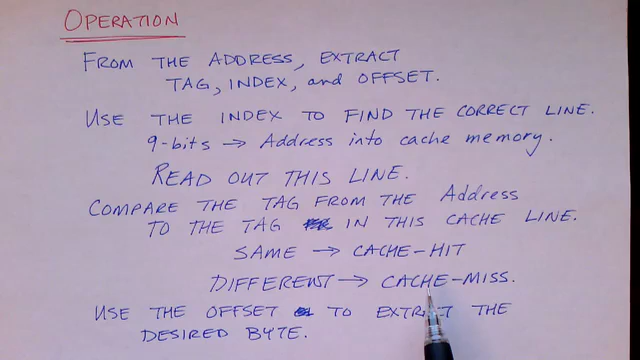 OPERATION
FROM THE ADDRESS, EXTRACT
TAG, INDEX, and OFFSET.
USE THE INDEX TO FIND THE CORRECT LINE.
9-bits → Address into cache memory.
READ OUT THIS LINE.
COMPARE THE TAG FROM THE Address
TO THE TAG IN THIS CACHE LINE.
SAME → CACHE-HIT
DIFFERENT → CACHE-MISS.
USE THE OFFSET TO EXTRACT THE
DESIRED BYTE.